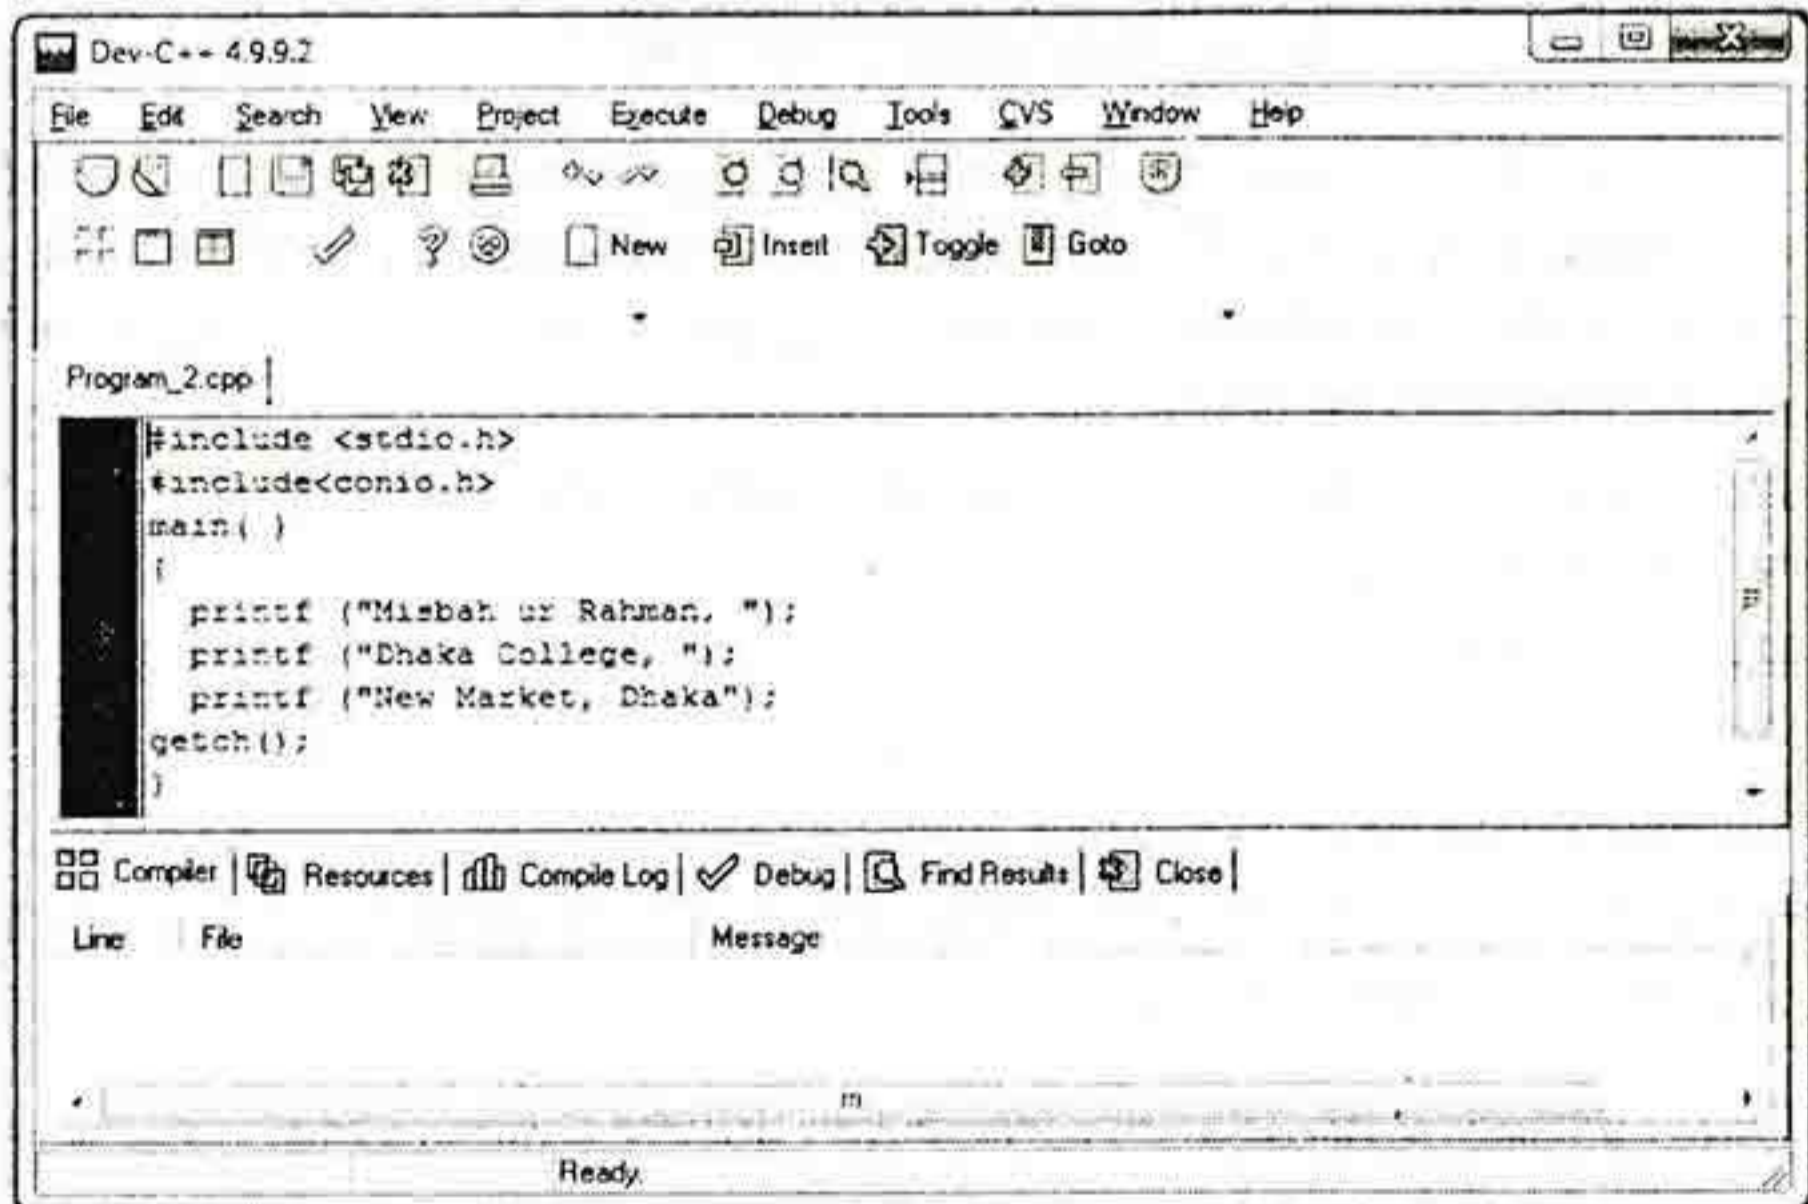 Dev-C++ 4.9.9.2
File Edit Search View Project Execute Debug Tools CVS Window Help
New Insert Toggle Goto
Program_2.cpp
#include <stdio.h>
#include<conio.h>
main( )
{
printf ("Misbah ur Rahman, ");
printf ("Dhaka College, ");
printf ("New Market, Dhaka");
getch();
}
Compiler Resources Compile Log Debug Find Results Close
Line File Message
Ready.